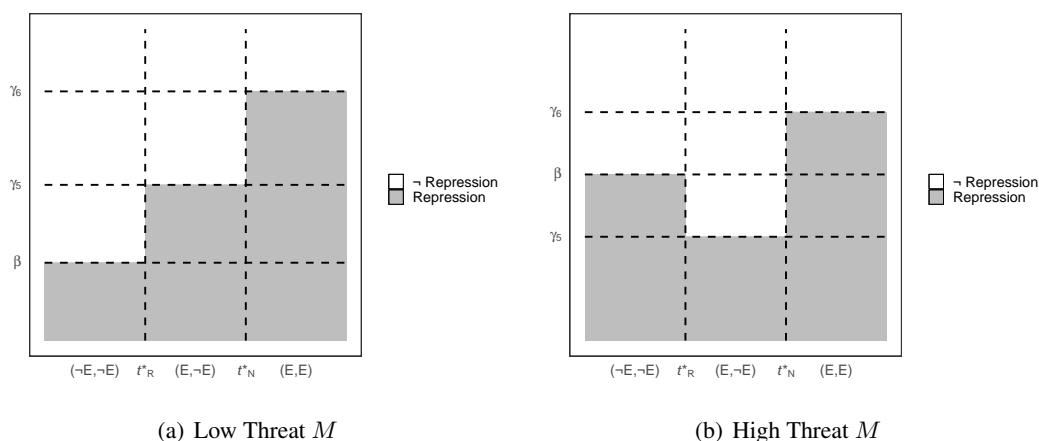 γ6
γ5
β
¬ Repression
Repression
(¬E,¬E) t*R (E,¬E) t*N (E,E)
(a) Low Threat M
γ6
β
γ5
¬ Repression
Repression
(¬E,¬E) t*R (E,¬E) t*N (E,E)
(b) High Threat M